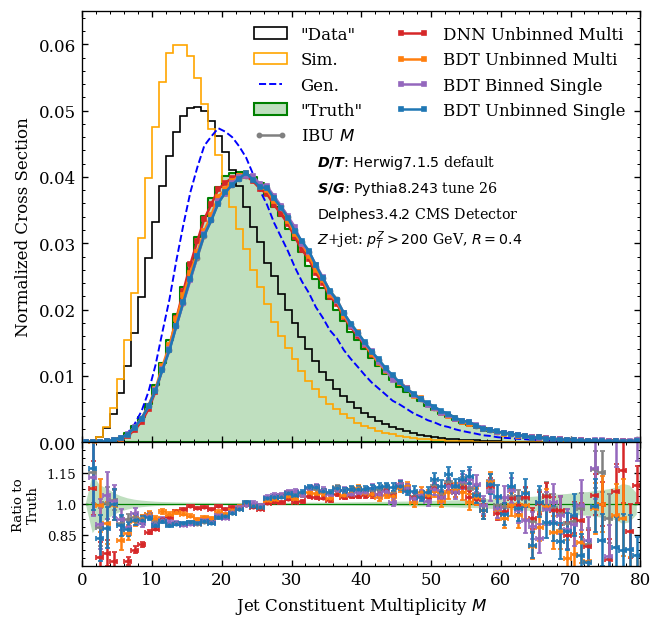 Normalized Cross Section
0.06
0.05
0.04
0.03
0.02
0.01
0.00
"Data"
Sim.
Gen.
"Truth"
IBU M
DNN Unbinned Multi
BDT Unbinned Multi
BDT Binned Single
BDT Unbinned Single
D/T: Herwig7.1.5 default
S/G: Pythia8.243 tune 26
Delphes3.4.2 CMS Detector
Z+jet: p_T^Z > 200 GeV, R = 0.4
Ratio to
Truth
1.15
1.0
0.85
0 10 20 30 40 50 60 70 80
Jet Constituent Multiplicity M